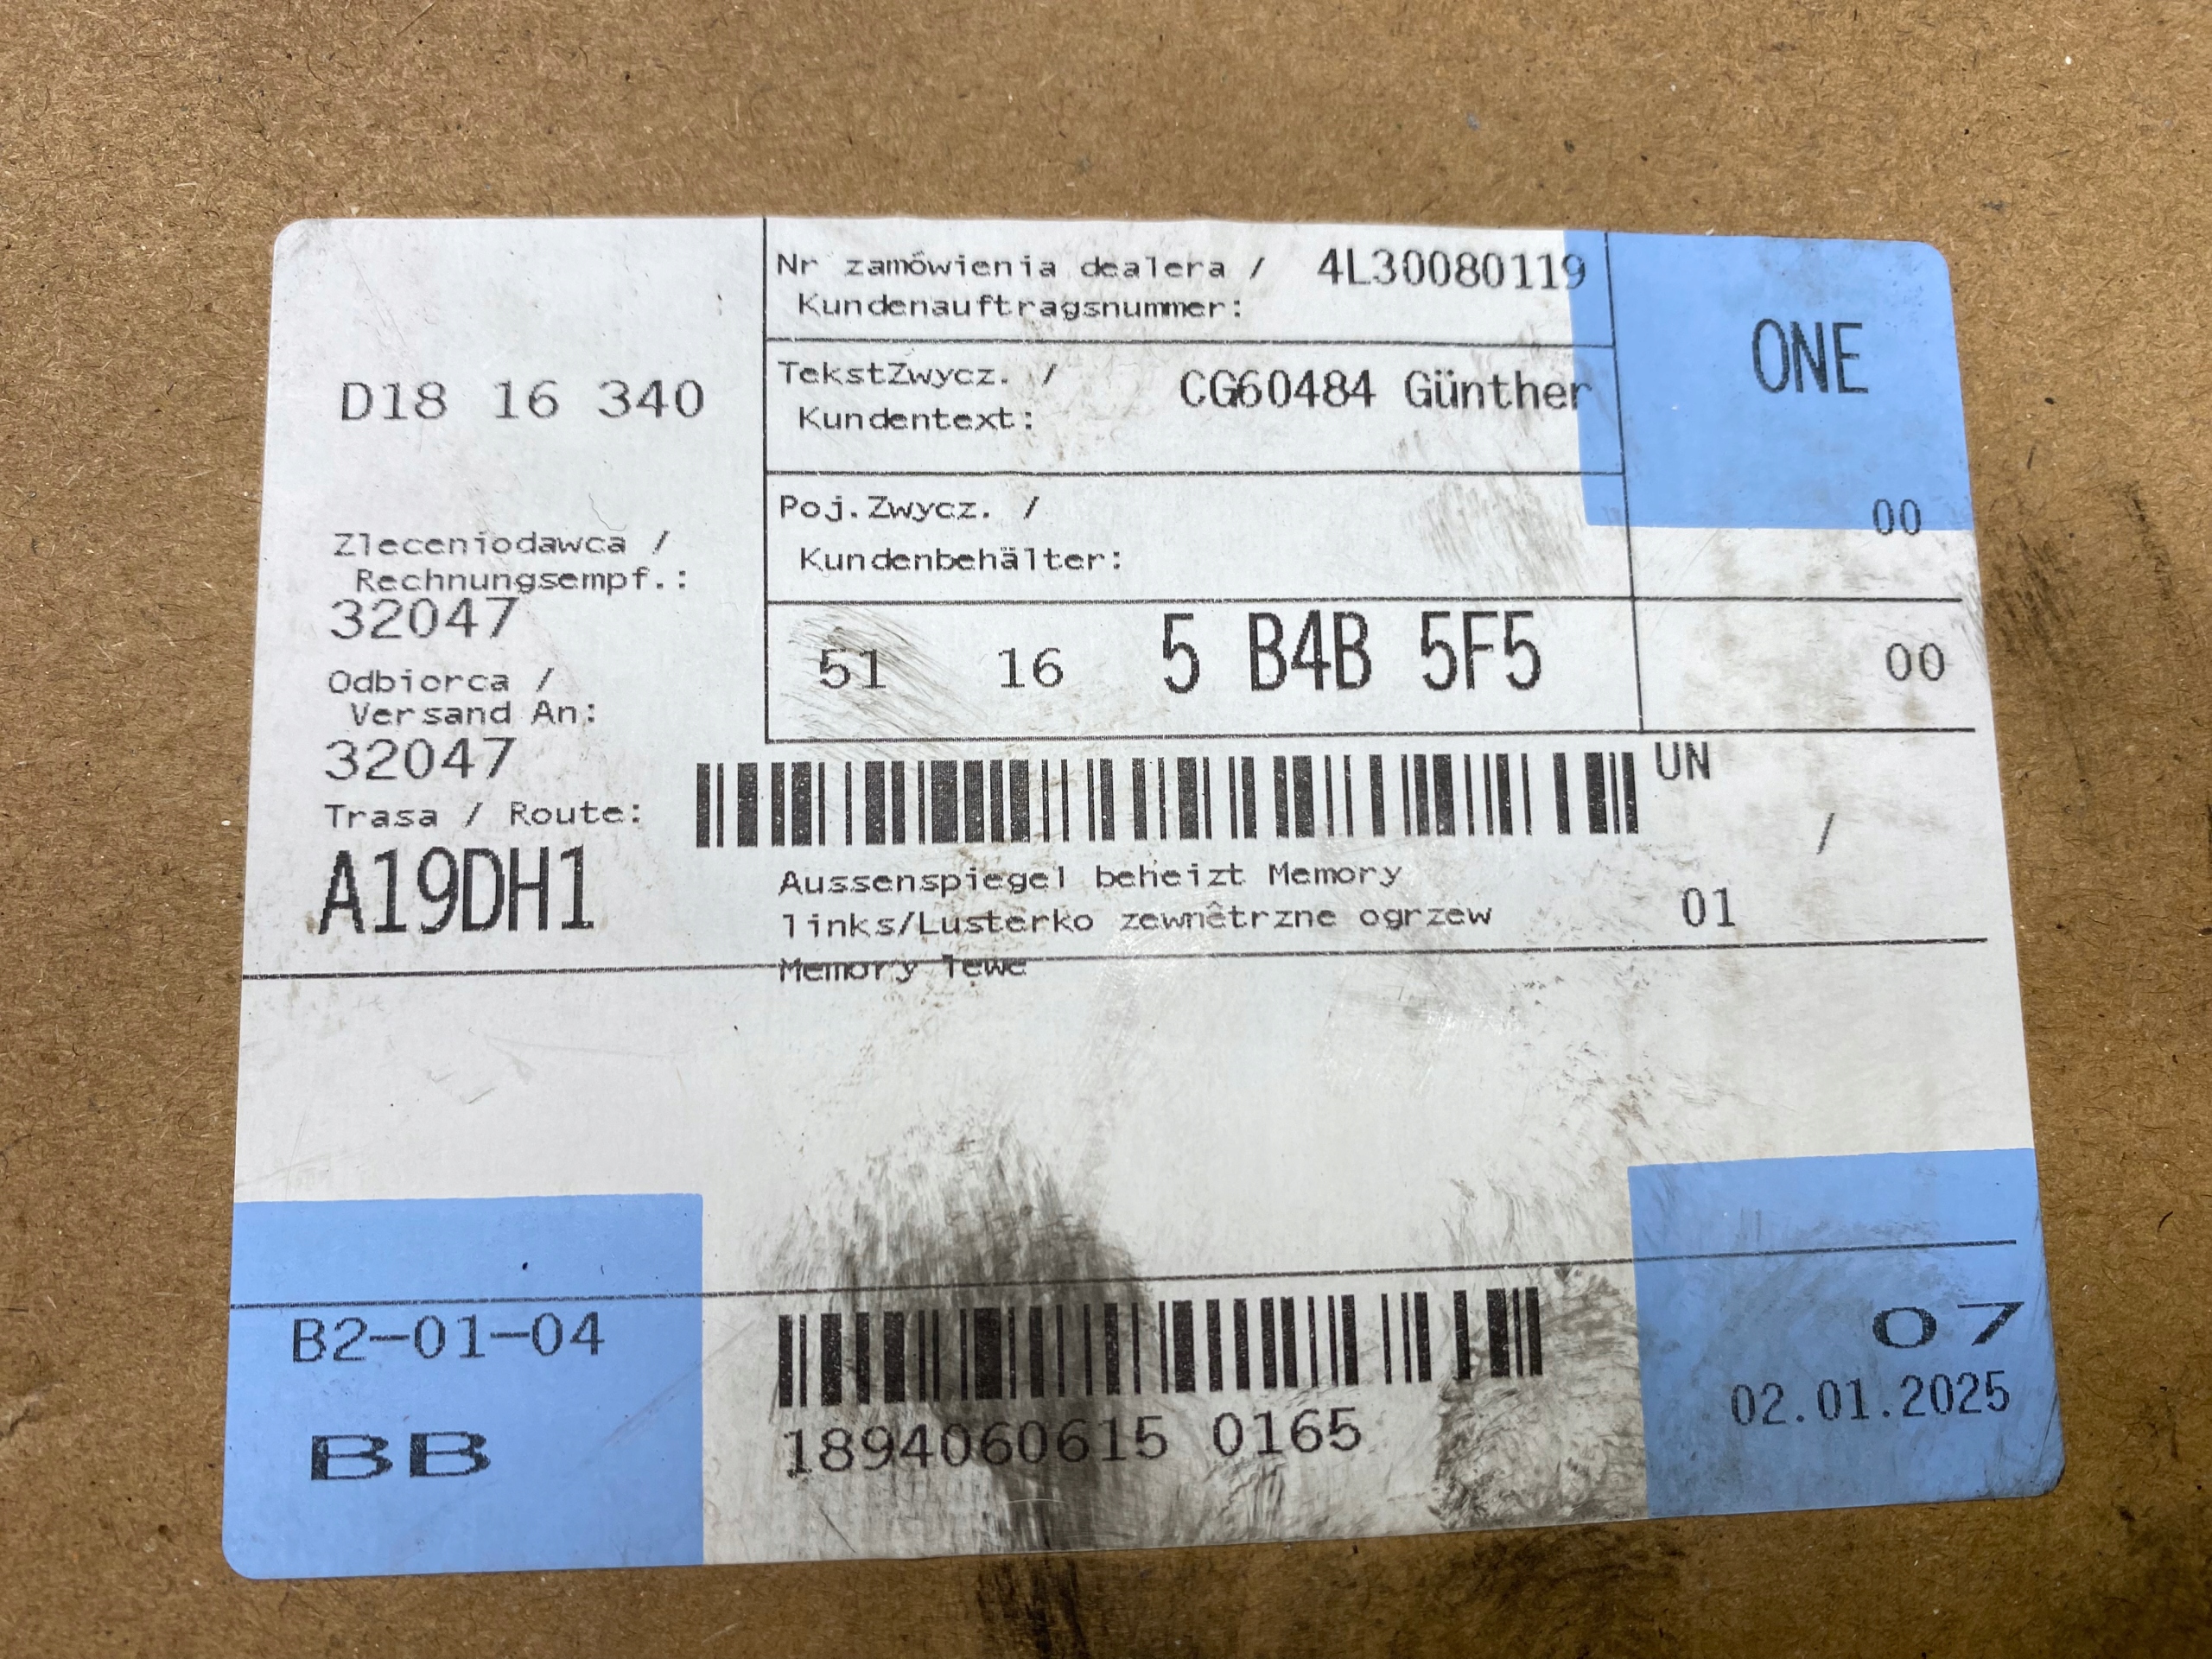 D18 16 340
Nr zamówienia dealera / 4L30080119
Kundenauftragsnummer:
TekstZwycz. / CG60484 Günther
Kundentext:
ONE
Poj.Zwycz. /
Kundenbehälter:
00
Zleceniodawca /
Rechnungsempf.:
32047
51 16 5 B4B 5F5 00
Odbiorca /
Versand An:
32047
UN
Trasa / Route:
/
A19DH1
Aussenspiegel beheizt Memory
links/Lusterko zewnêtrzne ogrzew 01
Memory lewe
B2-01-04
BB
1894060615 0165
07
02.01.2025